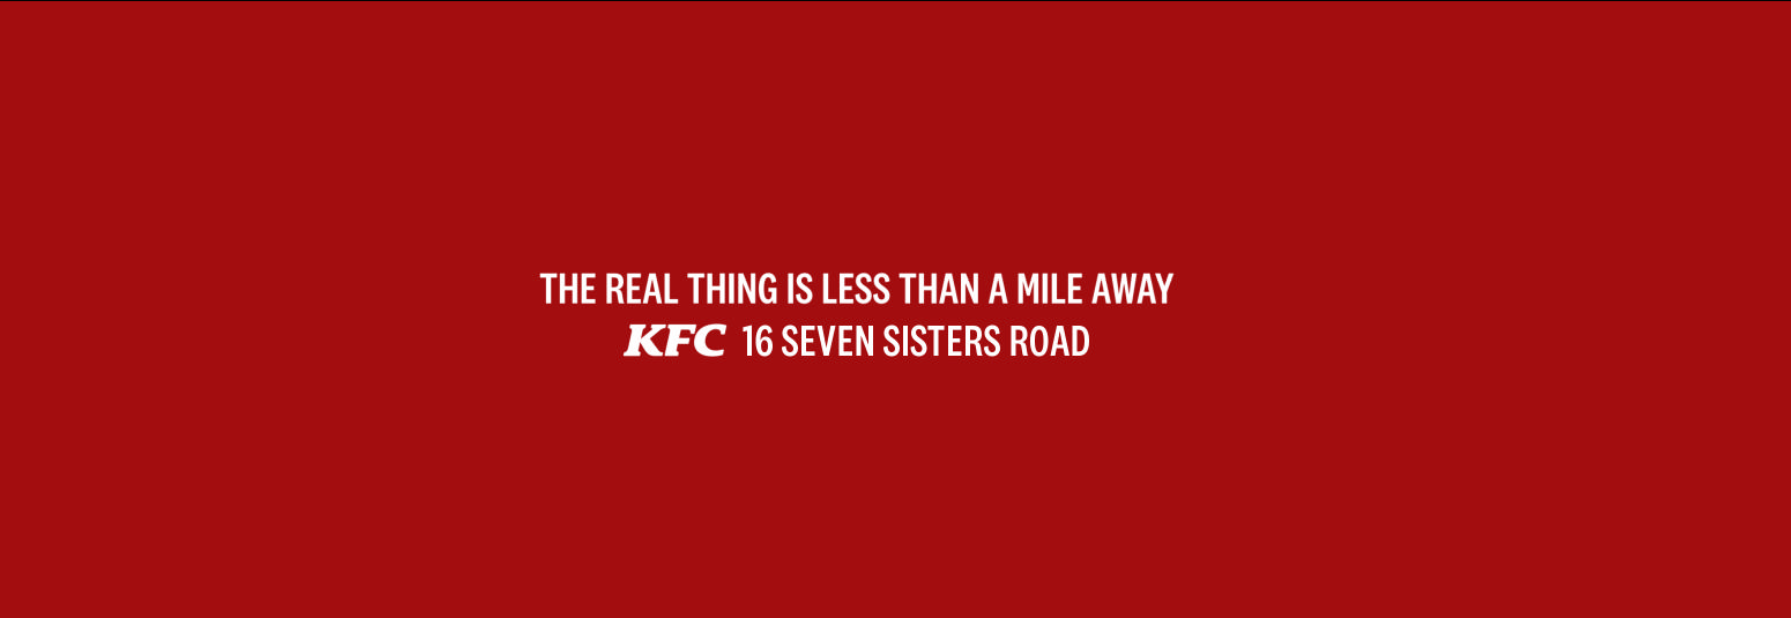 THE REAL THING IS LESS THAN A MILE AWAY
KFC 16 SEVEN SISTERS ROAD